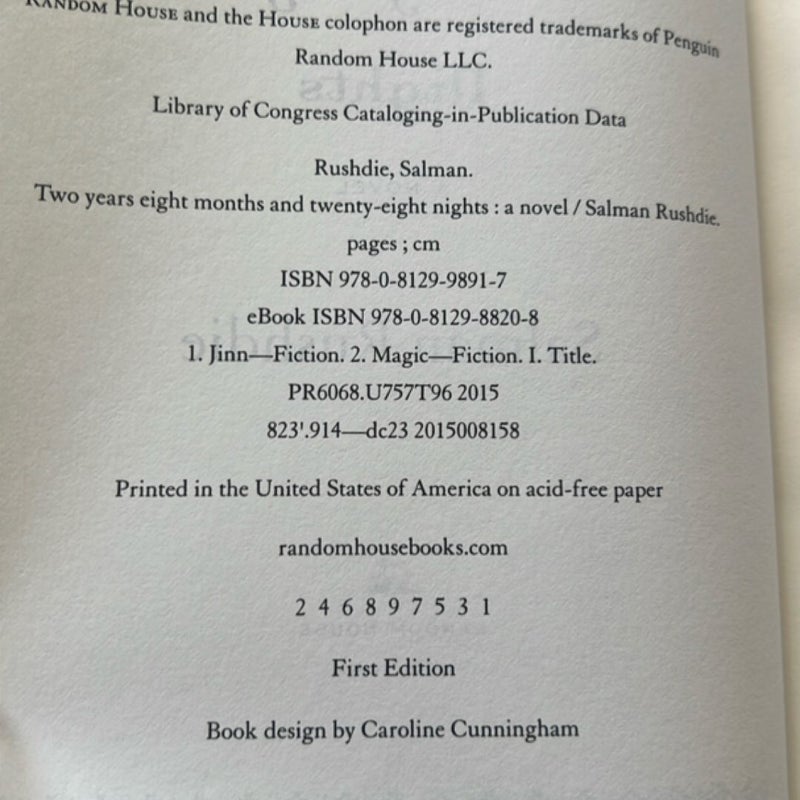 RANDOM HOUSE and the HOUSE colophon are registered trademarks of Penguin
Random House LLC.
Library of Congress Cataloging-in-Publication Data
Rushdie, Salman.
Two years eight months and twenty-eight nights : a novel / Salman Rushdie.
pages ; cm
ISBN 978-0-8129-9891-7
eBook ISBN 978-0-8129-8820-8
1. Jinn—Fiction. 2. Magic—Fiction. I. Title.
PR6068.U757T96 2015
823'.914—dc23 2015008158
Printed in the United States of America on acid-free paper
randomhousebooks.com
2 4 6 8 9 7 5 3 1
First Edition
Book design by Caroline Cunningham